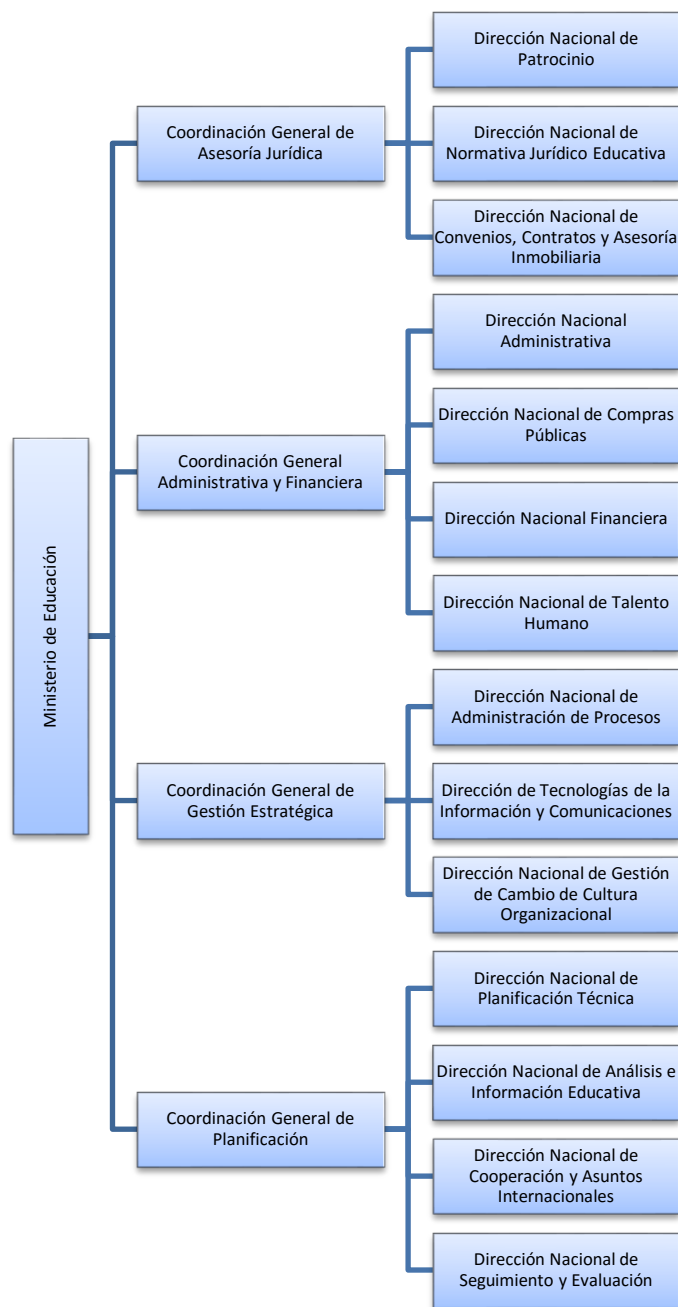 Ministerio de Educación
Coordinación General de
Asesoría Jurídica
Dirección Nacional de
Patrocinio
Dirección Nacional de
Normativa Jurídico Educativa
Dirección Nacional de
Convenios, Contratos y Asesoría
Inmobiliaria
Coordinación General
Administrativa y Financiera
Dirección Nacional
Administrativa
Dirección Nacional de Compras
Públicas
Dirección Nacional Financiera
Dirección Nacional de Talento
Humano
Coordinación General de
Gestión Estratégica
Dirección Nacional de
Administración de Procesos
Dirección de Tecnologías de la
Información y Comunicaciones
Dirección Nacional de Gestión
de Cambio de Cultura
Organizacional
Coordinación General de
Planificación
Dirección Nacional de
Planificación Técnica
Dirección Nacional de Análisis e
Información Educativa
Dirección Nacional de
Cooperación y Asuntos
Internacionales
Dirección Nacional de
Seguimiento y Evaluación